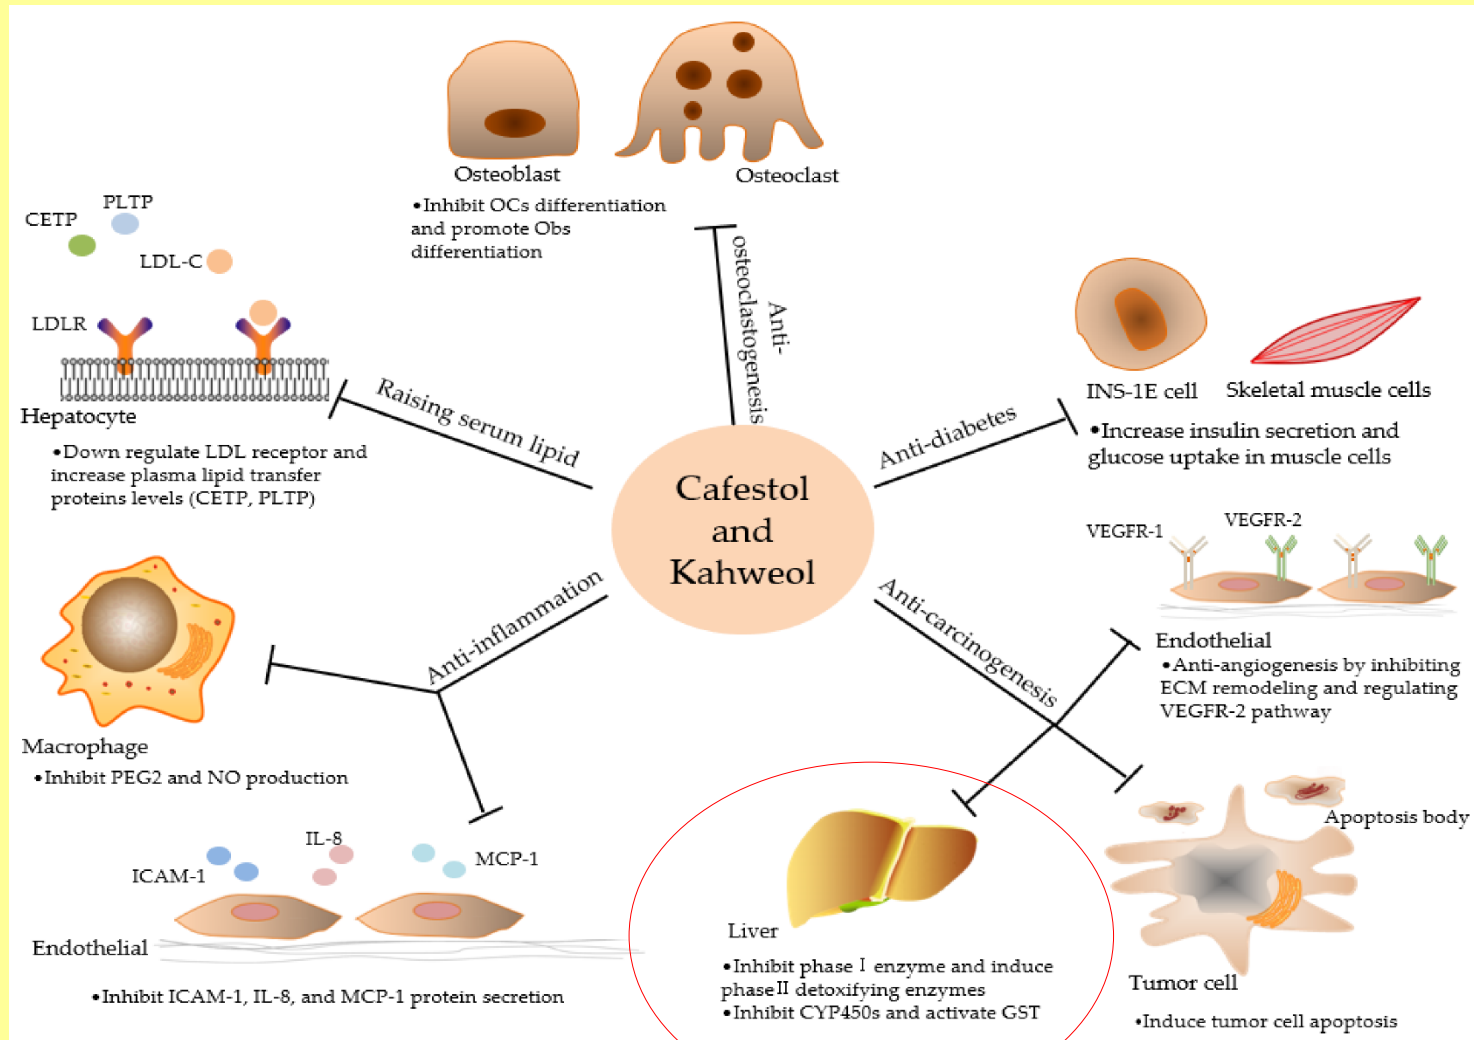 Osteoblast
Osteoclast
•Inhibit OCs differentiation
and promote Obs
differentiation
Anti-
osteoclastogenesis
CETP
PLTP
LDL-C
LDLR
Hepatocyte
•Down regulate LDL receptor and
increase plasma lipid transfer
proteins levels (CETP, PLTP)
Raising serum lipid
INS-1E cell
Skeletal muscle cells
•Increase insulin secretion and
glucose uptake in muscle cells
Anti-diabetes
Cafestol
and
Kahweol
VEGFR-1
VEGFR-2
Endothelial
•Anti-angiogenesis by inhibiting
ECM remodeling and regulating
VEGFR-2 pathway
Anti-carcinogenesis
Anti-inflammation
Macrophage
•Inhibit PEG2 and NO production
ICAM-1
IL-8
MCP-1
Endothelial
•Inhibit ICAM-1, IL-8, and MCP-1 protein secretion
Liver
•Inhibit phase I enzyme and induce
phase II detoxifying enzymes
•Inhibit CYP450s and activate GST
Apoptosis body
Tumor cell
•Induce tumor cell apoptosis